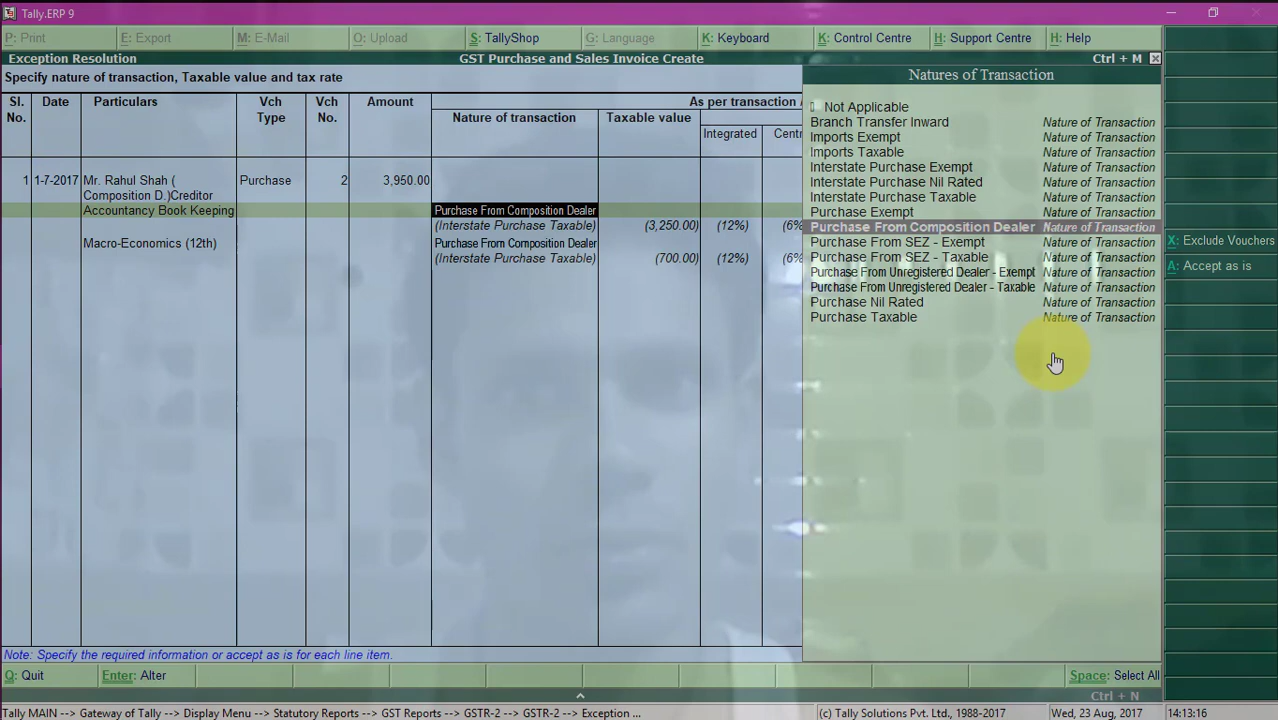 Tally.ERP 9
P: Print E: Export M: E-Mail O: Upload S: TallyShop G: Language K: Keyboard K: Control Centre H: Support Centre H: Help
Exception Resolution GST Purchase and Sales Invoice Create Ctrl + M
Specify nature of transaction, Taxable value and tax rate
Natures of Transaction
Sl. No. Date Particulars Vch Type Vch No. Amount As per transaction
Nature of transaction Taxable value
Integrated Centr
1 1-7-2017 Mr. Rahul Shah ( Purchase 2 3,950.00
Composition D.)Creditor
Accountancy Book Keeping Purchase From Composition Dealer
(Interstate Purchase Taxable) (3,250.00) (12%) (6%
Macro-Economics (12th) Purchase From Composition Dealer
(Interstate Purchase Taxable) (700.00) (12%) (6%
Not Applicable
Branch Transfer Inward Nature of Transaction
Imports Exempt Nature of Transaction
Imports Taxable Nature of Transaction
Interstate Purchase Exempt Nature of Transaction
Interstate Purchase Nil Rated Nature of Transaction
Interstate Purchase Taxable Nature of Transaction
Purchase Exempt Nature of Transaction
Purchase From Composition Dealer Nature of Transaction
Purchase From SEZ - Exempt Nature of Transaction
Purchase From SEZ - Taxable Nature of Transaction
Purchase From Unregistered Dealer - Exempt Nature of Transaction
Purchase From Unregistered Dealer - Taxable Nature of Transaction
Purchase Nil Rated Nature of Transaction
Purchase Taxable Nature of Transaction
X: Exclude Vouchers
A: Accept as is
Note: Specify the required information or accept as is for each line item.
Q: Quit Enter: Alter Space: Select All
Ctrl + N
Tally MAIN --> Gateway of Tally --> Display Menu --> Statutory Reports --> GST Reports --> GSTR-2 --> GSTR-2 --> Exception ... (c) Tally Solutions Pvt. Ltd., 1988-2017 Wed, 23 Aug, 2017 14:13:16